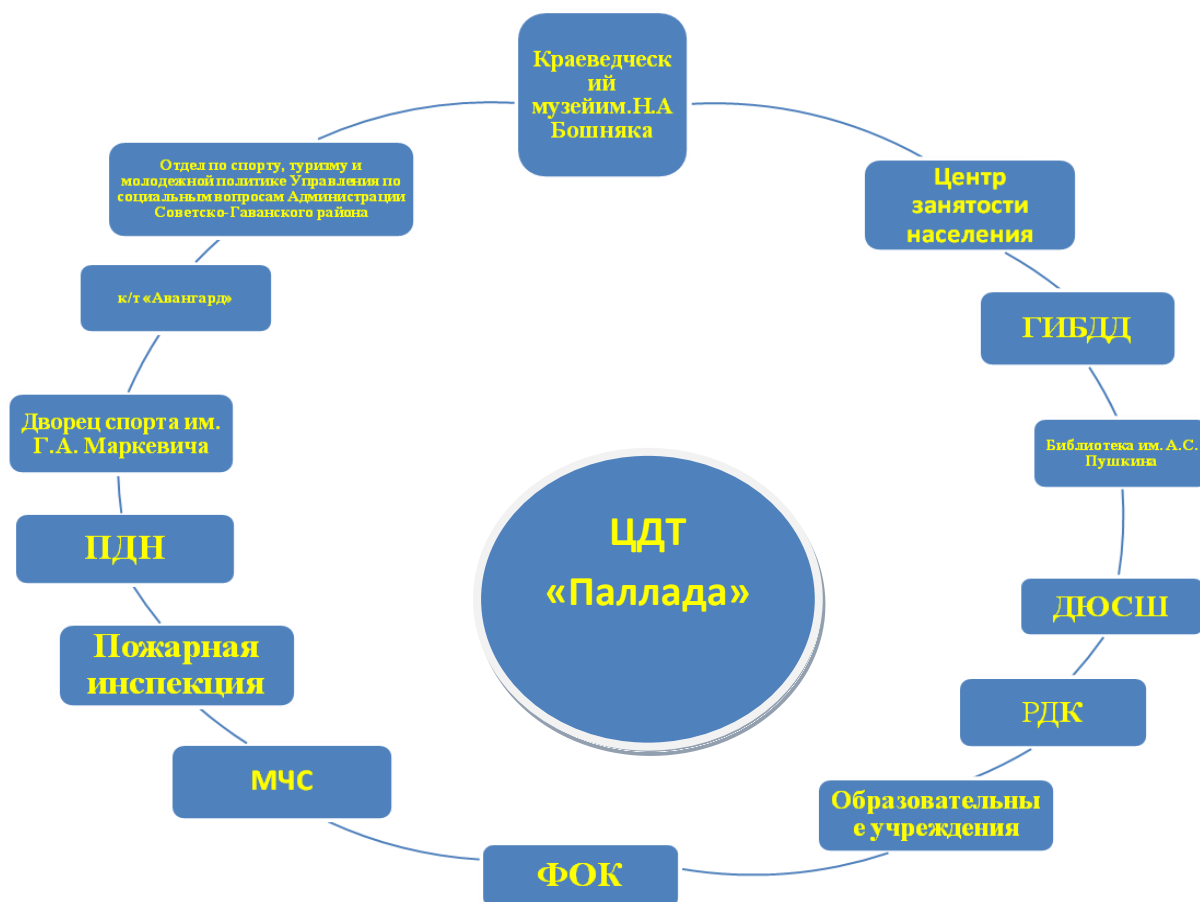 Краеведческ
ий
музейим.Н.А
Бошняка
Отдел по спорту, туризму и
молодежной политике Управления по
социальным вопросам Администрации
Советско-Гаванского района
Центр
занятости
населения
к/т «Авангард»
ГИБДД
Дворец спорта им.
Г.А. Маркевича
Библиотека им. А.С.
Пушкина
ЦДТ
«Паллада»
ПДН
ДЮСШ
Пожарная
инспекция
РДК
МЧС
Образовательны
е учреждения
ФОК